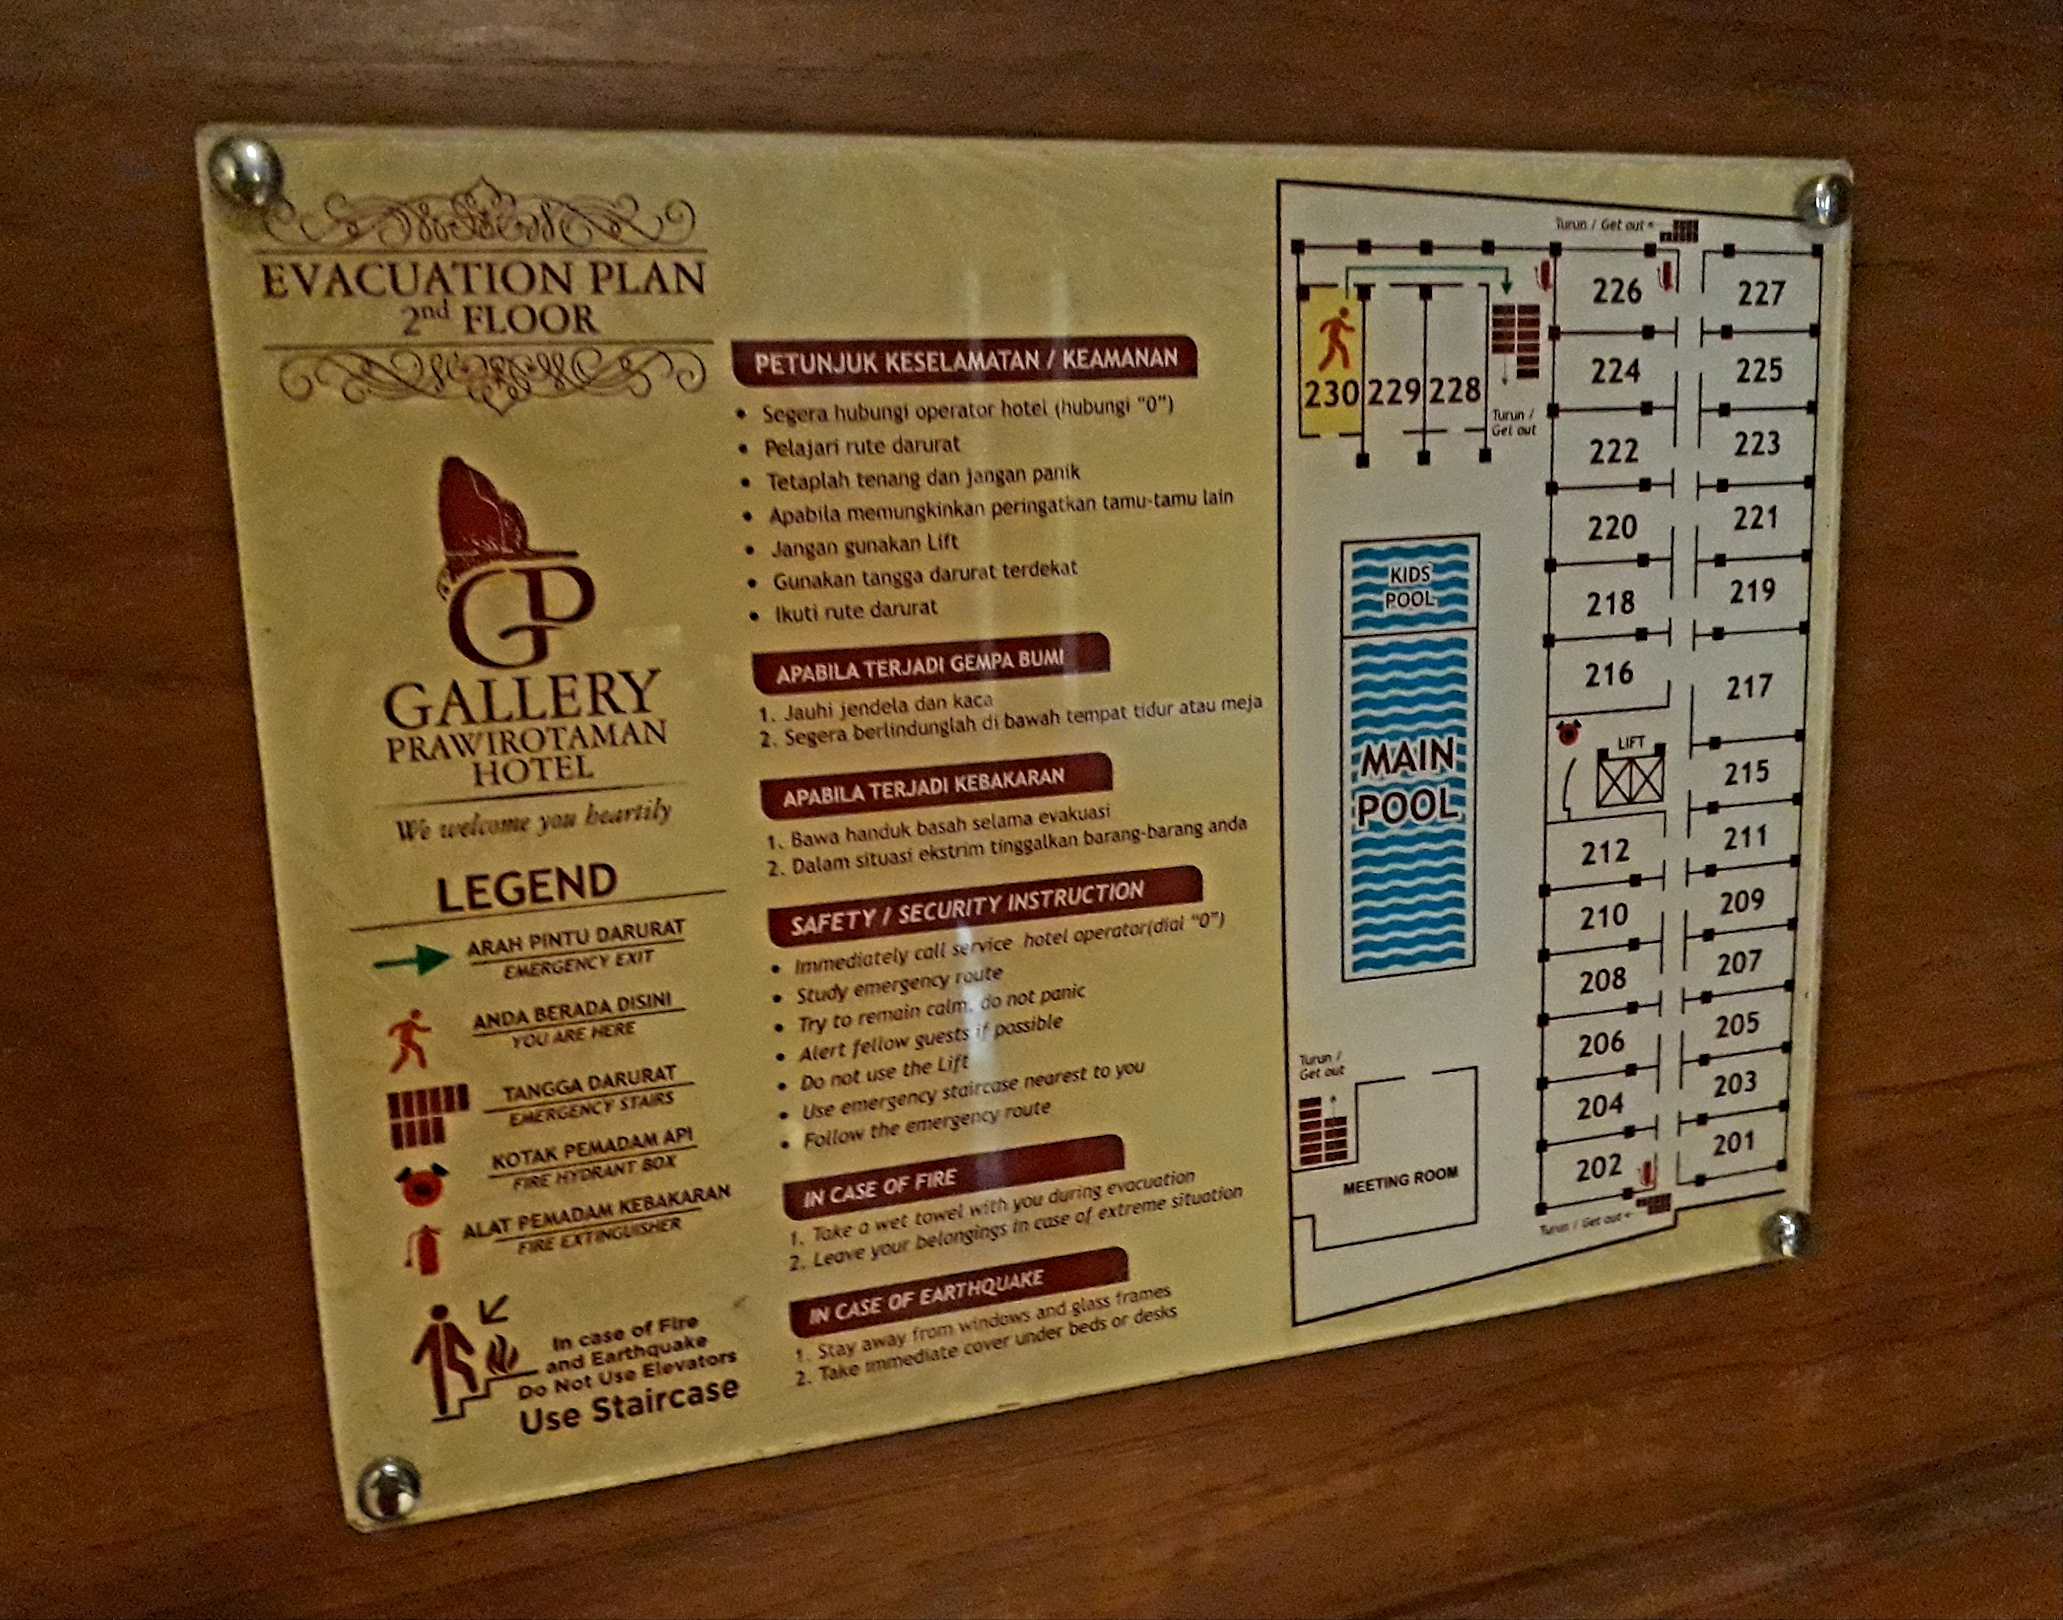 EVACUATION PLAN
2nd FLOOR
GP
GALLERY
PRAWIROTAMAN
HOTEL
We welcome you heartily
LEGEND
ARAH PINTU DARURAT
EMERGENCY EXIT
ANDA BERADA DISINI
YOU ARE HERE
TANGGA DARURAT
EMERGENCY STAIRS
KOTAK PEMADAM API
FIRE HYDRANT BOX
ALAT PEMADAM KEBAKARAN
FIRE EXTINGUISHER
In case of Fire
and Earthquake
Do Not Use Elevators
Use Staircase
PETUNJUK KESELAMATAN / KEAMANAN
• Segera hubungi operator hotel (hubungi "0")
• Pelajari rute darurat
• Tetaplah tenang dan jangan panik
• Apabila memungkinkan peringatkan tamu-tamu lain
• Jangan gunakan Lift
• Gunakan tangga darurat terdekat
• Ikuti rute darurat
APABILA TERJADI GEMPA BUMI
1. Jauhi jendela dan kaca
2. Segera berlindunglah di bawah tempat tidur atau meja
APABILA TERJADI KEBAKARAN
1. Bawa handuk basah selama evakuasi
2. Dalam situasi ekstrim tinggalkan barang-barang anda
SAFETY / SECURITY INSTRUCTION
• Immediately call service hotel operator(dial "0")
• Study emergency route
• Try to remain calm, do not panic
• Alert fellow guests if possible
• Do not use the Lift
• Use emergency staircase nearest to you
• Follow the emergency route
IN CASE OF FIRE
1. Take a wet towel with you during evacuation
2. Leave your belongings in case of extreme situation
IN CASE OF EARTHQUAKE
1. Stay away from windows and glass frames
2. Take immediate cover under beds or desks
Turun / Get out
226 227
230 229 228
Turun /
Get out
224 225
222 223
220 221
218 219
216 217
KIDS
POOL
MAIN
POOL
LIFT
215
212 211
210 209
208 207
206 205
204 203
202 201
Turun /
Get out
MEETING ROOM
Turun / Get out